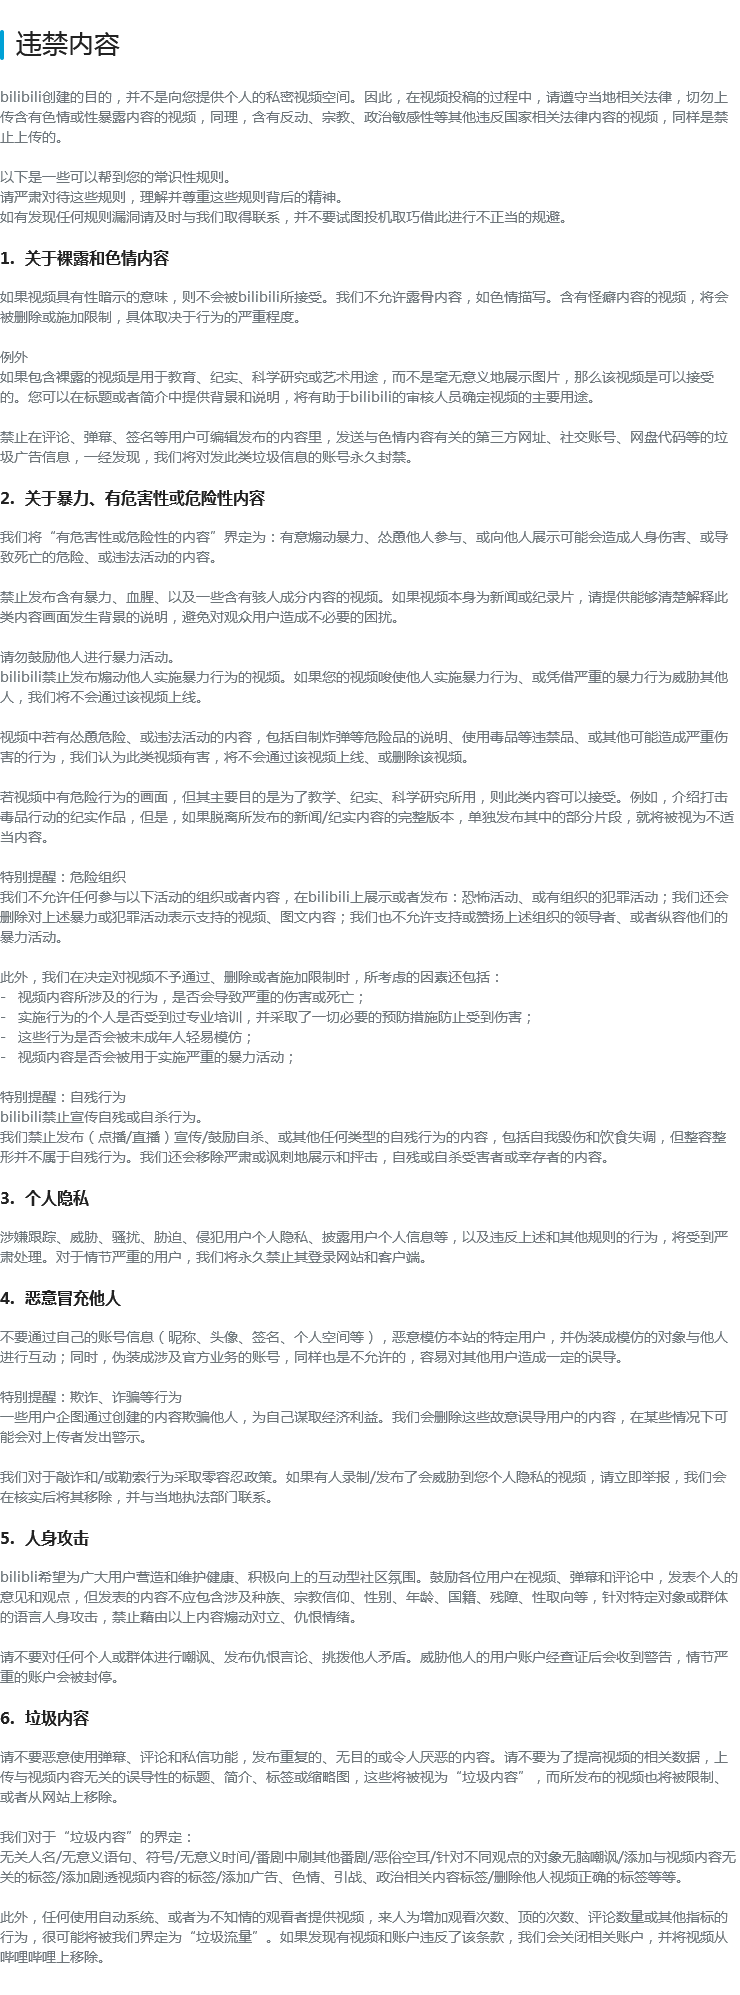 违禁内容
bilibili创建的目的，并不是向您提供个人的私密视频空间。因此，在视频投稿的过程中，请遵守当地相关法律，切勿上
传含有色情或性暴露内容的视频，同理，含有反动、宗教、政治敏感性等其他违反国家相关法律内容的视频，同样是禁
止上传的。
以下是一些可以帮到您的常识性规则。
请严肃对待这些规则，理解并尊重这些规则背后的精神。
如有发现任何规则漏洞请及时与我们取得联系，并不要试图投机取巧借此进行不正当的规避。
1. 关于裸露和色情内容
如果视频具有性暗示的意味，则不会被bilibili所接受。我们不允许露骨内容，如色情描写。含有怪癖内容的视频，将会
被删除或施加限制，具体取决于行为的严重程度。
例外
如果包含裸露的视频是用于教育、纪实、科学研究或艺术用途，而不是毫无意义地展示图片，那么该视频是可以接受
的。您可以在标题或者简介中提供背景和说明，将有助于bilibili的审核人员确定视频的主要用途。
禁止在评论、弹幕、签名等用户可编辑发布的内容里，发送与色情内容有关的第三方网址、社交账号、网盘代码等的垃
圾广告信息，一经发现，我们将对发此类垃圾信息的账号永久封禁。
2. 关于暴力、有危害性或危险性内容
我们将“有危害性或危险性的内容”界定为：有意煽动暴力、怂恿他人参与、或向他人展示可能会造成人身伤害、或导
致死亡的危险、或违法活动的内容。
禁止发布含有暴力、血腥、以及一些含有骇人成分内容的视频。如果视频本身为新闻或纪录片，请提供能够清楚解释此
类内容画面发生背景的说明，避免对观众用户造成不必要的困扰。
请勿鼓励他人进行暴力活动。
bilibili禁止发布煽动他人实施暴力行为的视频。如果您的视频唆使他人实施暴力行为、或凭借严重的暴力行为威胁其他
人，我们将不会通过该视频上线。
视频中若有怂恿危险、或违法活动的内容，包括自制炸弹等危险品的说明、使用毒品等违禁品、或其他可能造成严重伤
害的行为，我们认为此类视频有害，将不会通过该视频上线、或删除该视频。
若视频中有危险行为的画面，但其主要目的是为了教学、纪实、科学研究所用，则此类内容可以接受。例如，介绍打击
毒品行动的纪实作品，但是，如果脱离所发布的新闻/纪实内容的完整版本，单独发布其中的部分片段，就将被视为不适
当内容。
特别提醒：危险组织
我们不允许任何参与以下活动的组织或者内容，在bilibili上展示或者发布：恐怖活动、或有组织的犯罪活动；我们还会
删除对上述暴力或犯罪活动表示支持的视频、图文内容；我们也不允许支持或赞扬上述组织的领导者、或者纵容他们的
暴力活动。
此外，我们在决定对视频不予通过、删除或者施加限制时，所考虑的因素还包括：
- 视频内容所涉及的行为，是否会导致严重的伤害或死亡；
- 实施行为的个人是否受到过专业培训，并采取了一切必要的预防措施防止受到伤害；
- 这些行为是否会被未成年人轻易模仿；
- 视频内容是否会被用于实施严重的暴力活动；
特别提醒：自残行为
bilibili禁止宣传自残或自杀行为。
我们禁止发布（点播/直播）宣传/鼓励自杀、或其他任何类型的自残行为的内容，包括自我毁伤和饮食失调，但整容整
形并不属于自残行为。我们还会移除严肃或讽刺地展示和抨击，自残或自杀受害者或幸存者的内容。
3. 个人隐私
涉嫌跟踪、威胁、骚扰、胁迫、侵犯用户个人隐私、披露用户个人信息等，以及违反上述和其他规则的行为，将受到严
肃处理。对于情节严重的用户，我们将永久禁止其登录网站和客户端。
4. 恶意冒充他人
不要通过自己的账号信息（昵称、头像、签名、个人空间等），恶意模仿本站的特定用户，并伪装成模仿的对象与他人
进行互动；同时，伪装成涉及官方业务的账号，同样也是不允许的，容易对其他用户造成一定的误导。
特别提醒：欺诈、诈骗等行为
一些用户企图通过创建的内容欺骗他人，为自己谋取经济利益。我们会删除这些故意误导用户的内容，在某些情况下可
能会对上传者发出警示。
我们对于敲诈和/或勒索行为采取零容忍政策。如果有人录制/发布了会威胁到您个人隐私的视频，请立即举报，我们会
在核实后将其移除，并与当地执法部门联系。
5. 人身攻击
bilibli希望为广大用户营造和维护健康、积极向上的互动型社区氛围。鼓励各位用户在视频、弹幕和评论中，发表个人的
意见和观点，但发表的内容不应包含涉及种族、宗教信仰、性别、年龄、国籍、残障、性取向等，针对特定对象或群体
的语言人身攻击，禁止藉由以上内容煽动对立、仇恨情绪。
请不要对任何个人或群体进行嘲讽、发布仇恨言论、挑拨他人矛盾。威胁他人的用户账户经查证后会收到警告，情节严
重的账户会被封停。
6. 垃圾内容
请不要恶意使用弹幕、评论和私信功能，发布重复的、无目的或令人厌恶的内容。请不要为了提高视频的相关数据，上
传与视频内容无关的误导性的标题、简介、标签或缩略图，这些将被视为“垃圾内容”，而所发布的视频也将被限制、
或者从网站上移除。
我们对于“垃圾内容”的界定：
无关人名/无意义语句、符号/无意义时间/番剧中刷其他番剧/恶俗空耳/针对不同观点的对象无脑嘲讽/添加与视频内容无
关的标签/添加剧透视频内容的标签/添加广告、色情、引战、政治相关内容标签/删除他人视频正确的标签等等。
此外，任何使用自动系统、或者为不知情的观看者提供视频，来人为增加观看次数、顶的次数、评论数量或其他指标的
行为，很可能将被我们界定为“垃圾流量”。如果发现有视频和账户违反了该条款，我们会关闭相关账户，并将视频从
哔哩哔哩上移除。